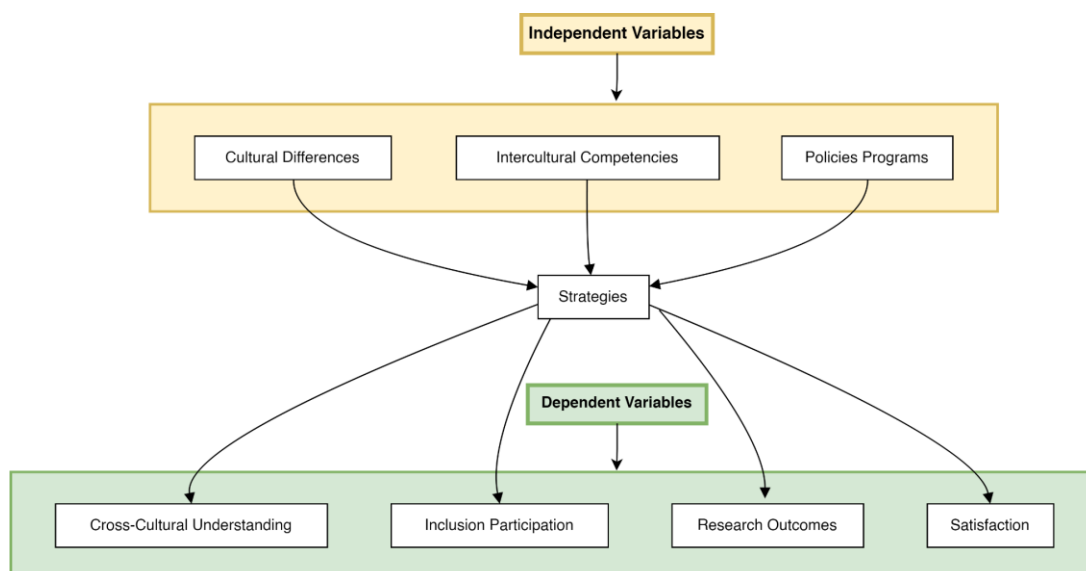 Independent Variables
Cultural Differences
Intercultural Competencies
Policies Programs
Strategies
Dependent Variables
Cross-Cultural Understanding
Inclusion Participation
Research Outcomes
Satisfaction